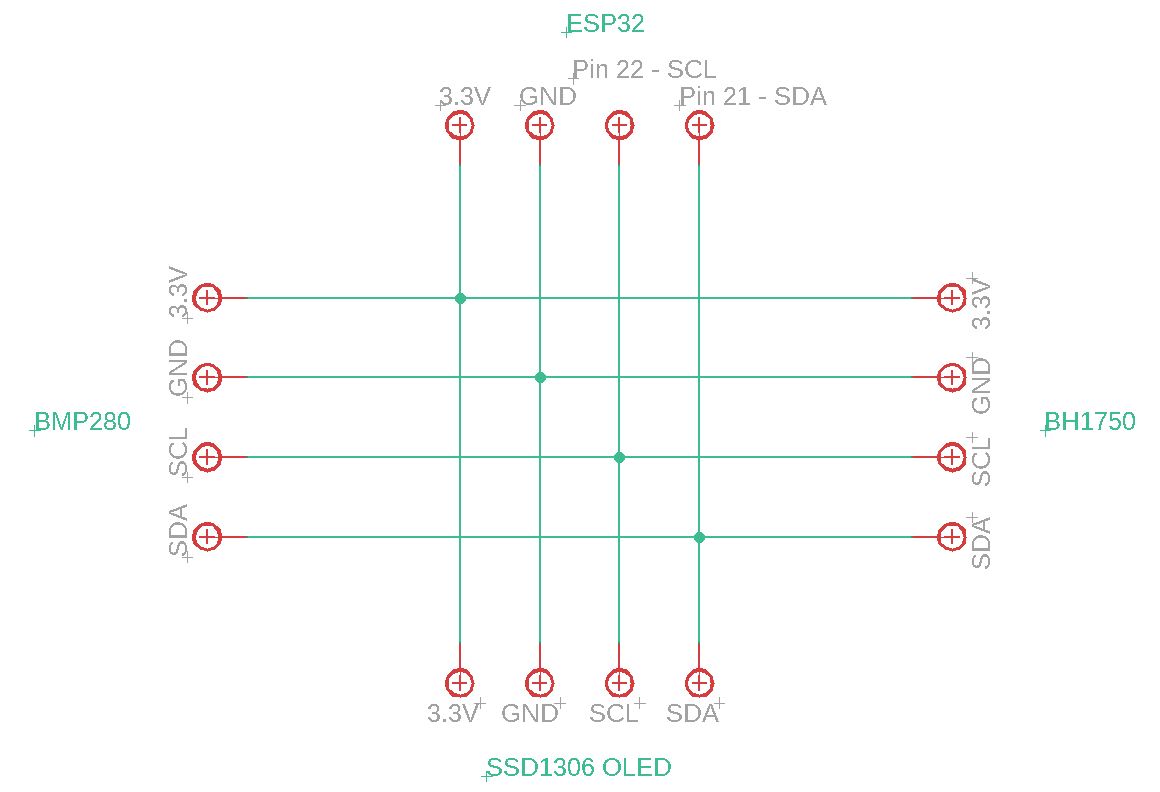 ESP32
Pin 22 - SCL
3.3V
GND
Pin 21 - SDA
3.3V
GND
SCL
SDA
BMP280
3.3V
GND
SCL
SDA
BH1750
3.3V
GND
SCL
SDA
SSD1306 OLED